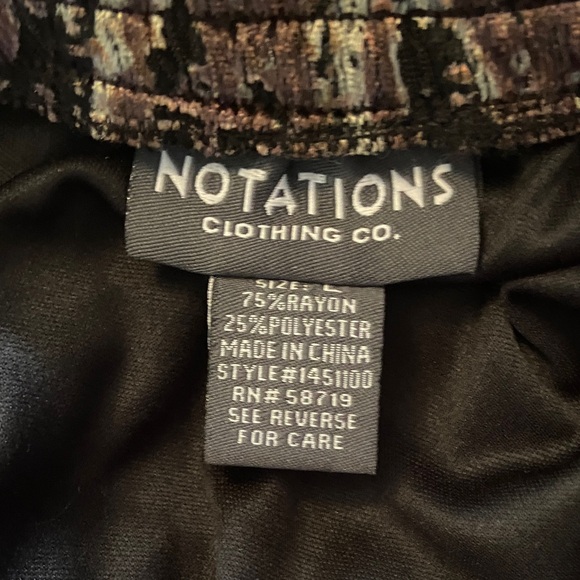 NOTATIONS
CLOTHING CO.
SIZE: L
75%RAYON
25%POLYESTER
MADE IN CHINA
STYLE#1451100
RN#58719
SEE REVERSE
FOR CARE